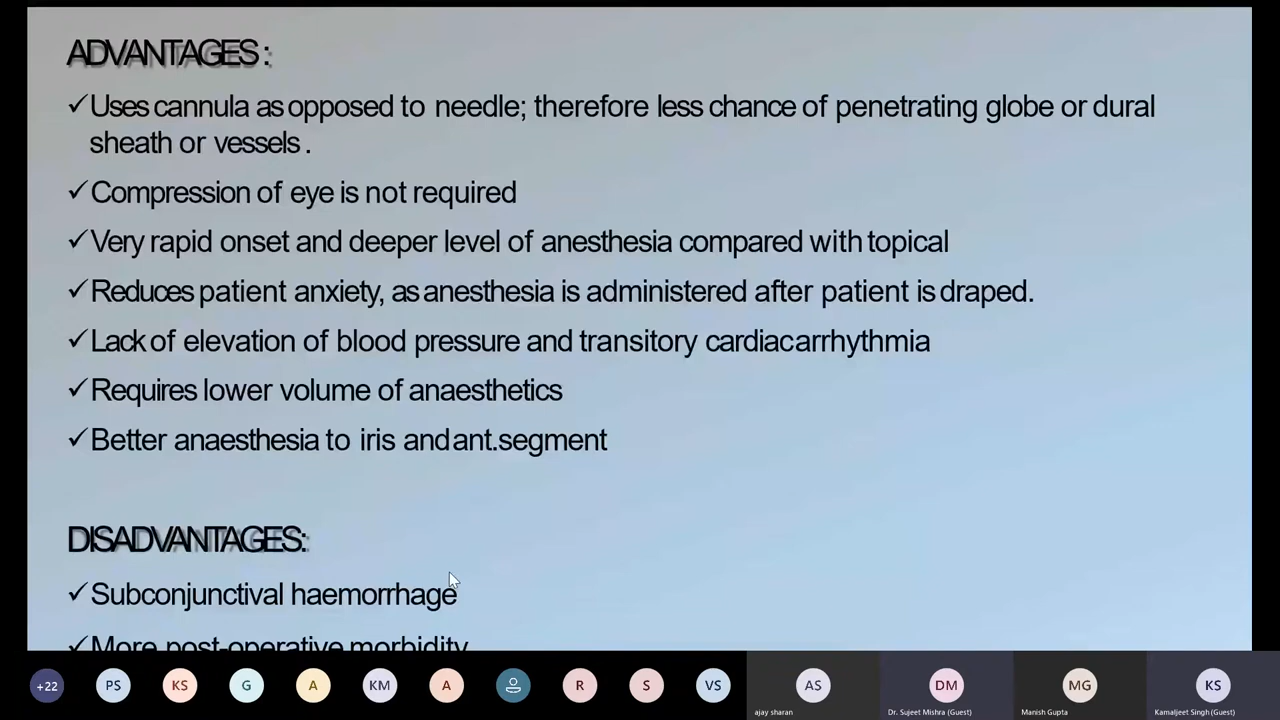 ADVANTAGES :
✓Uses cannula as opposed to needle; therefore less chance of penetrating globe or dural
sheath or vessels .
✓Compression of eye is not required
✓Very rapid onset and deeper level of anesthesia compared with topical
✓Reduces patient anxiety, as anesthesia is administered after patient is draped.
✓Lack of elevation of blood pressure and transitory cardiac arrhythmia
✓Requires lower volume of anaesthetics
✓Better anaesthesia to iris and ant.segment
DISADVANTAGES:
✓Subconjunctival haemorrhage
✓More post-operative morbidity
+22 PS KS G A KM A R S VS AS DM MG KS
ajay sharan Dr. Sujeet Mishra (Guest) Manish Gupta Kamaljeet Singh (Guest)